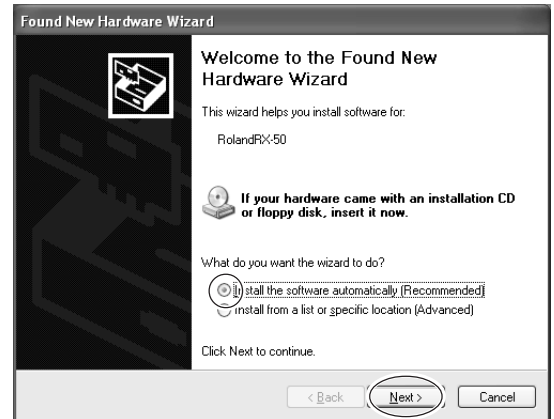 Found New Hardware Wizard
Welcome to the Found New
Hardware Wizard
This wizard helps you install software for:
RolandRX-50
If your hardware came with an installation CD
or floppy disk, insert it now.
What do you want the wizard to do?
Install the software automatically (Recommended)
Install from a list or specific location (Advanced)
Click Next to continue.
< Back
Next >
Cancel